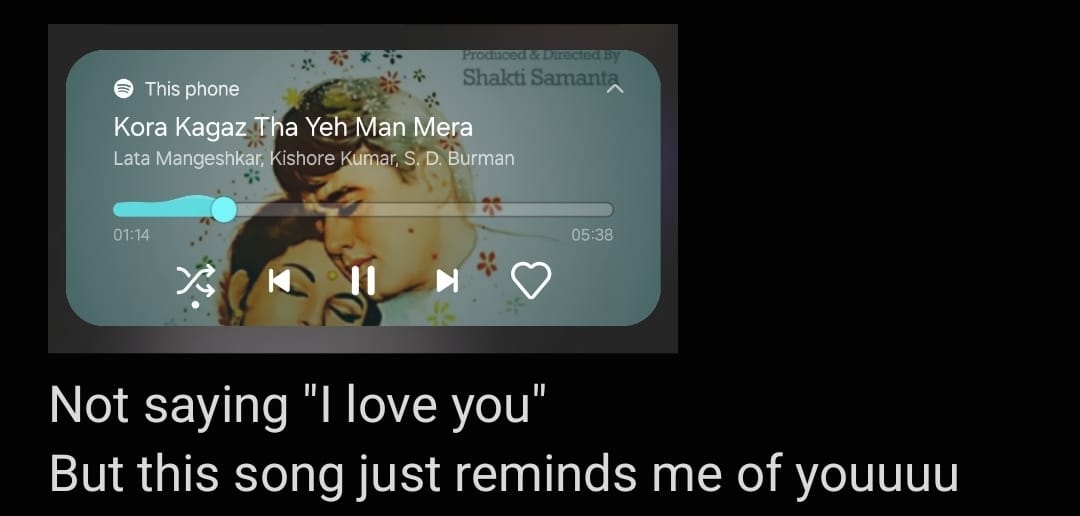 Produced & Directed By
Shakti Samanta
This phone
Kora Kagaz Tha Yeh Man Mera
Lata Mangeshkar, Kishore Kumar, S. D. Burman
01:14
05:38
Not saying "I love you"
But this song just reminds me of youuuu